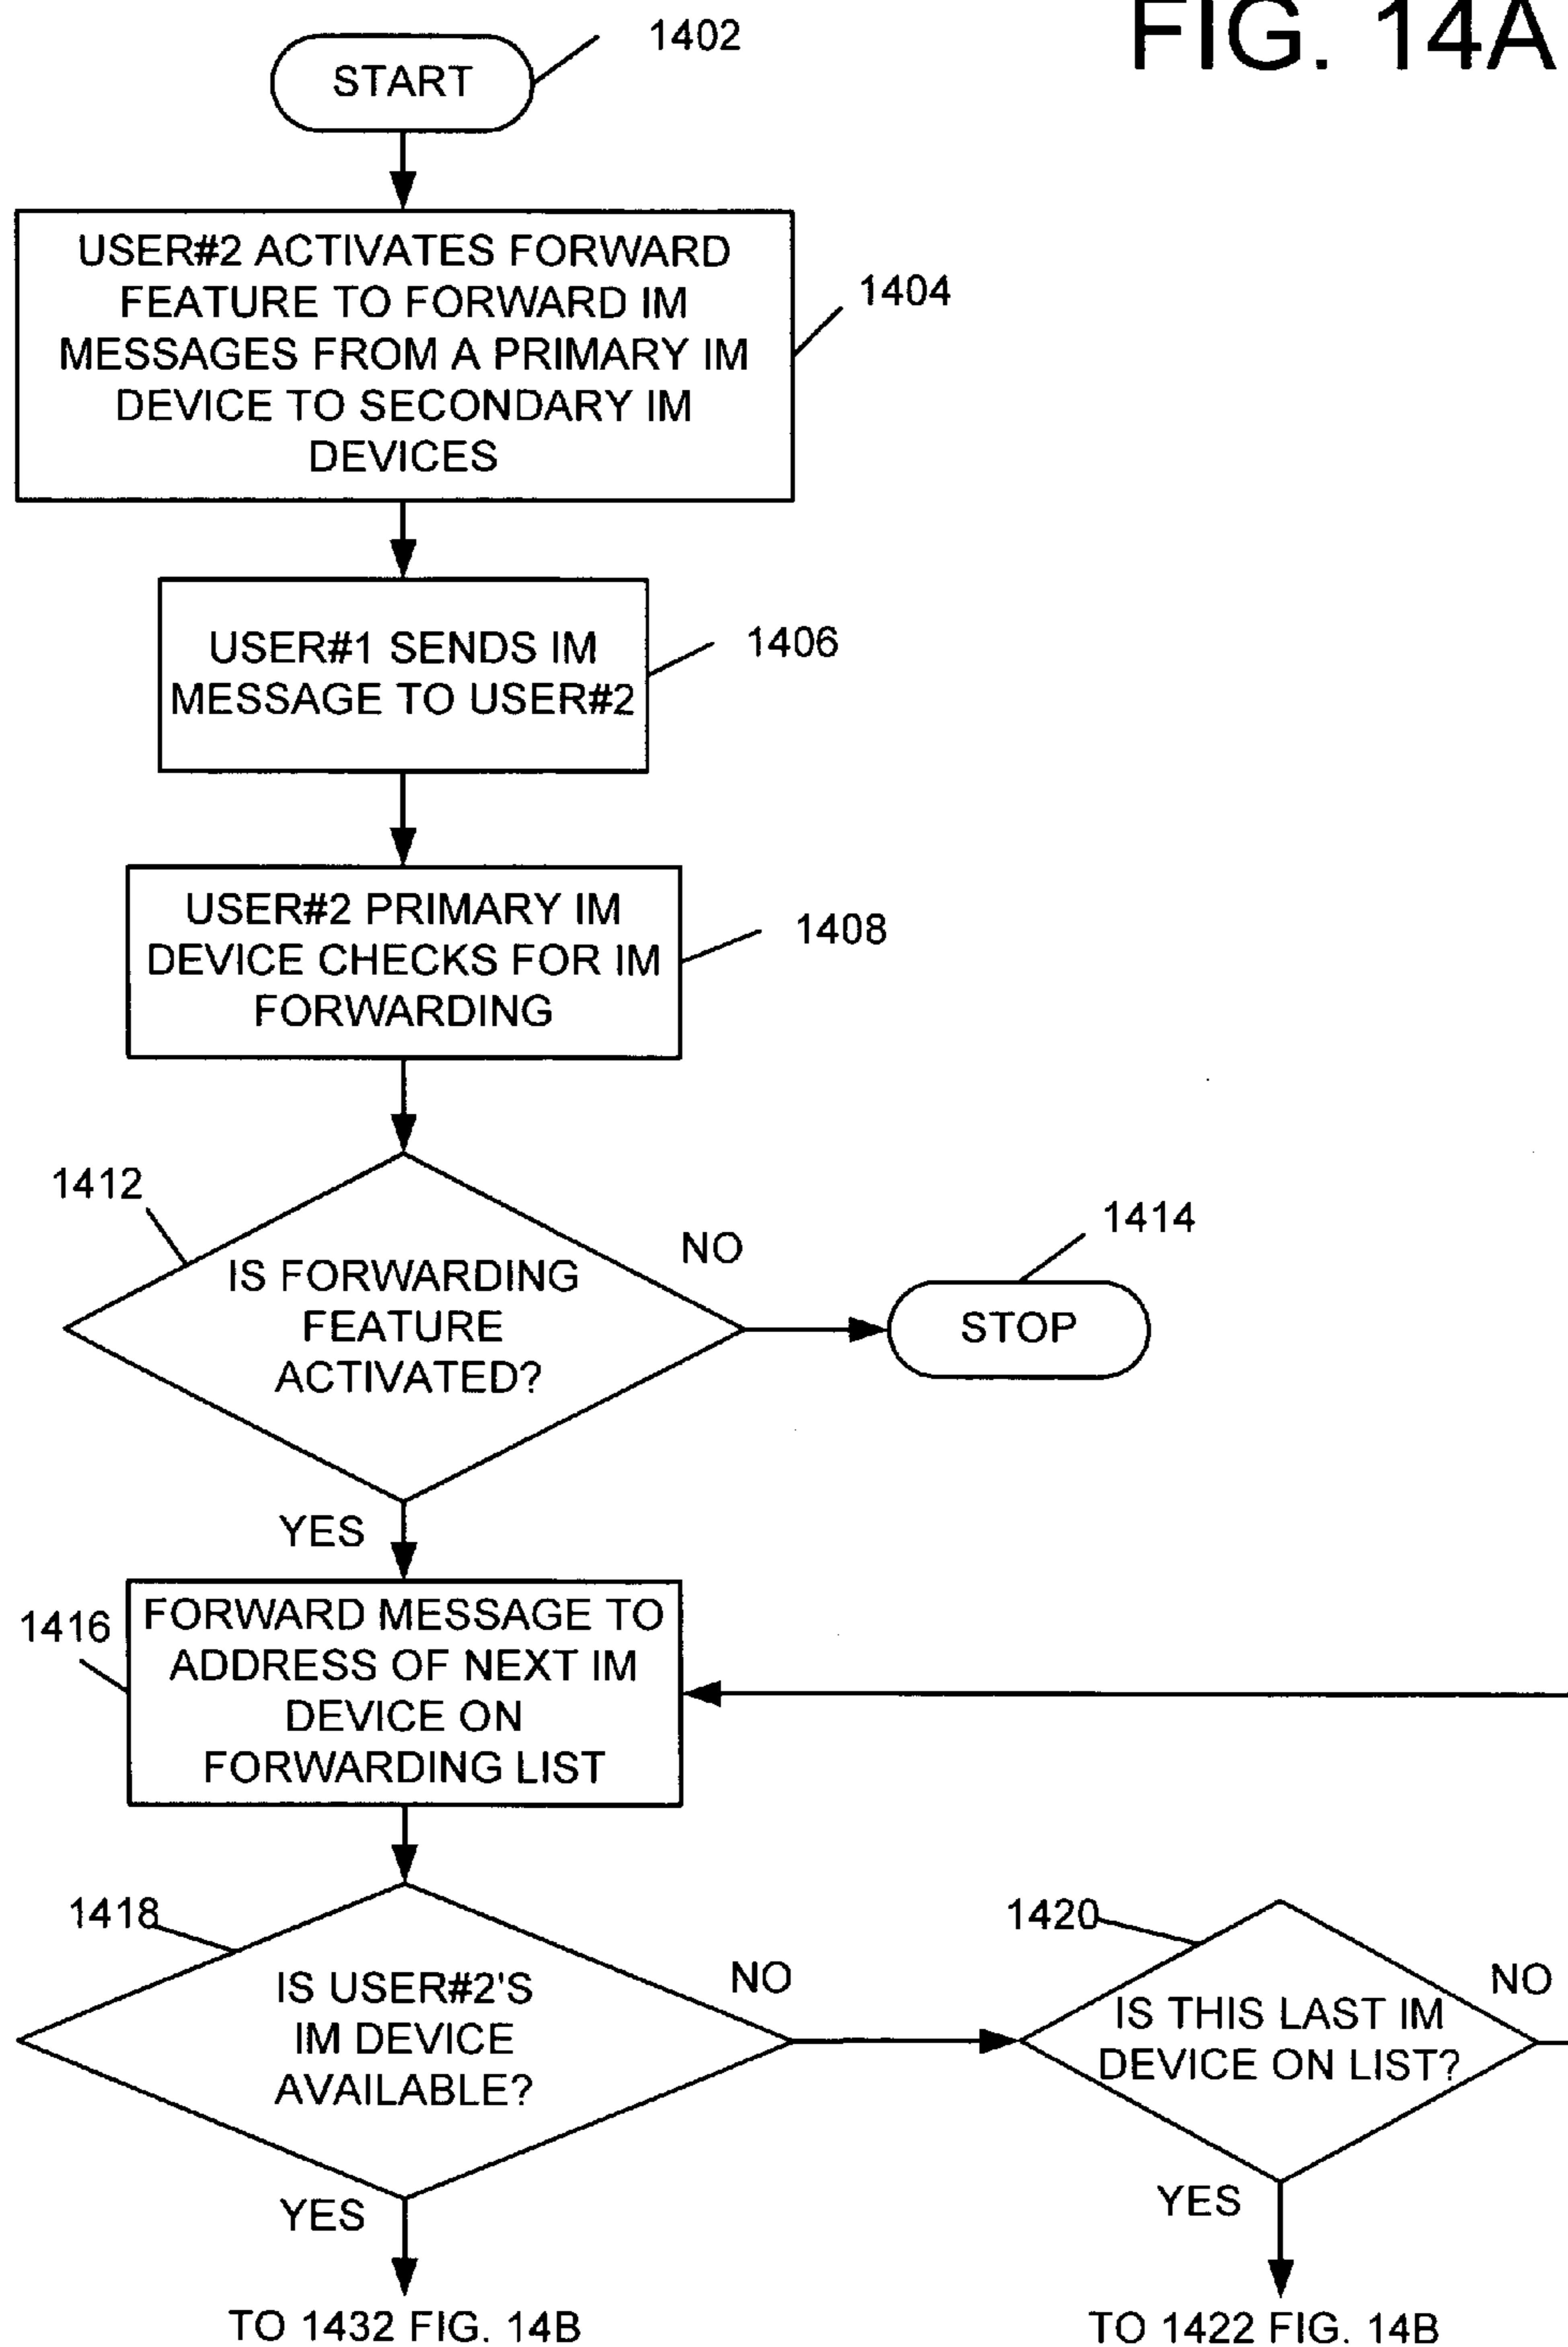 FIG. 14A
1402
START
USER#2 ACTIVATES FORWARD
FEATURE TO FORWARD IM
MESSAGES FROM A PRIMARY IM
DEVICE TO SECONDARY IM
DEVICES
1404
USER#1 SENDS IM
MESSAGE TO USER#2
1406
USER#2 PRIMARY IM
DEVICE CHECKS FOR IM
FORWARDING
1408
1412
IS FORWARDING
FEATURE
ACTIVATED?
NO
1414
STOP
YES
1416
FORWARD MESSAGE TO
ADDRESS OF NEXT IM
DEVICE ON
FORWARDING LIST
1418
IS USER#2'S
IM DEVICE
AVAILABLE?
NO
1420
IS THIS LAST IM
DEVICE ON LIST?
NO
YES
YES
TO 1432 FIG. 14B
TO 1422 FIG. 14B